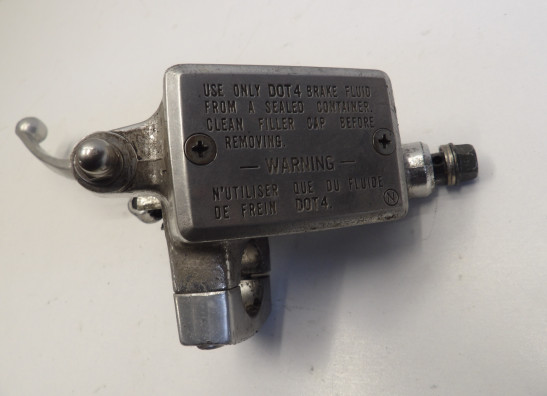 USE ONLY DOT4 BRAKE FLUID
FROM A SEALED CONTAINER.
CLEAN FILLER CAP BEFORE
REMOVING.
— WARNING —
N'UTILISER QUE DU FLUIDE
DE FREIN DOT4.
N